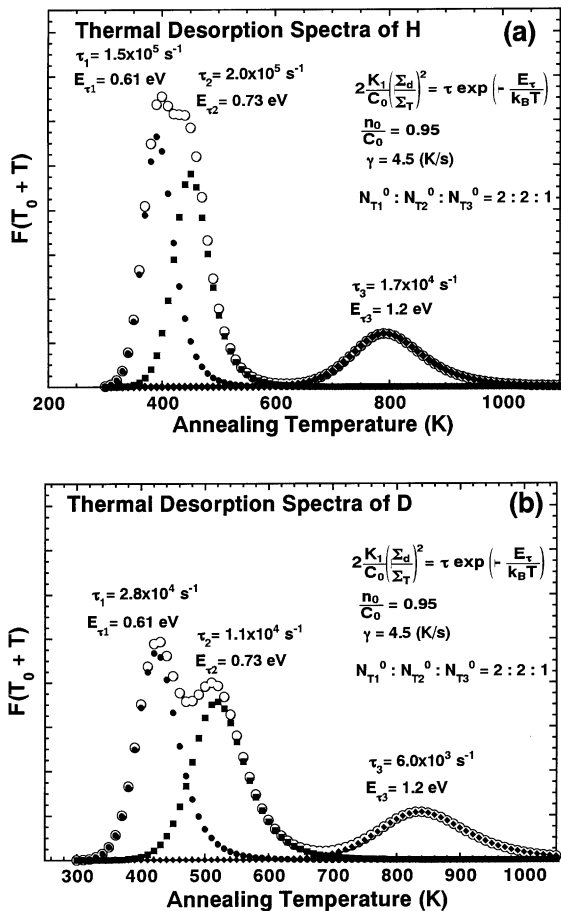 Thermal Desorption Spectra of H
(a)
τ1 = 1.5x10^5 s^-1
Eτ1 = 0.61 eV
τ2 = 2.0x10^5 s^-1
Eτ2 = 0.73 eV
2 K1/C0 (Σd/ΣT)^2 = τ exp (- Eτ/kBT)
n0/C0 = 0.95
γ = 4.5 (K/s)
NT1^0 : NT2^0 : NT3^0 = 2 : 2 : 1
τ3 = 1.7x10^4 s^-1
Eτ3 = 1.2 eV
F(T0 + T)
200 400 600 800 1000
Annealing Temperature (K)
Thermal Desorption Spectra of D
(b)
τ1 = 2.8x10^4 s^-1
Eτ1 = 0.61 eV
τ2 = 1.1x10^4 s^-1
Eτ2 = 0.73 eV
2 K1/C0 (Σd/ΣT)^2 = τ exp (- Eτ/kBT)
n0/C0 = 0.95
γ = 4.5 (K/s)
NT1^0 : NT2^0 : NT3^0 = 2 : 2 : 1
τ3 = 6.0x10^3 s^-1
Eτ3 = 1.2 eV
F(T0 + T)
300 400 500 600 700 800 900 1000
Annealing Temperature (K)